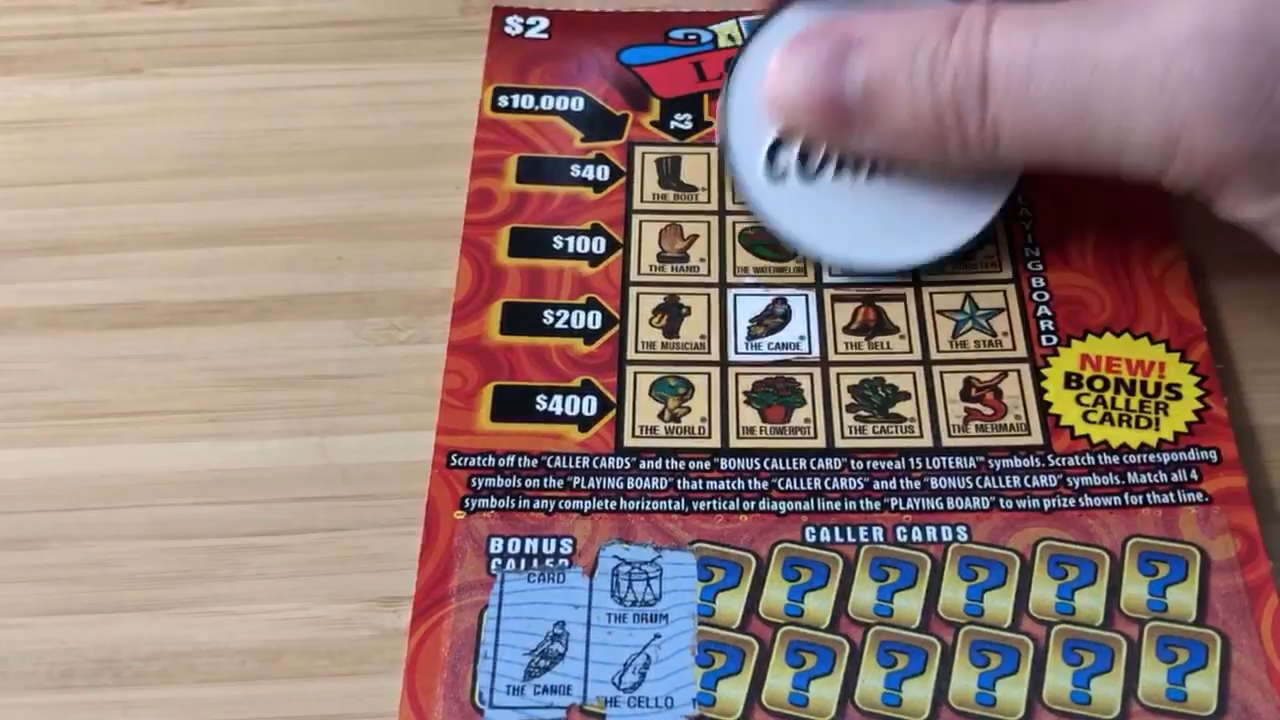 $2
$10,000
$2
$40
THE BOOT
$100
THE HAND
THE WATERMELON
$200
THE MUSICIAN
THE CANOE
THE BELL
THE STAR
$400
THE WORLD
THE FLOWERPOT
THE CACTUS
THE MERMAID
NEW!
BONUS
CALLER
CARD!
Scratch off the "CALLER CARDS" and the one "BONUS CALLER CARD" to reveal 15 LOTERIA™ symbols. Scratch the corresponding
symbols on the "PLAYING BOARD" that match the "CALLER CARDS" and the "BONUS CALLER CARD" symbols. Match all 4
symbols in any complete horizontal, vertical or diagonal line in the "PLAYING BOARD" to win prize shown for that line.
CALLER CARDS
BONUS
CALLER
CARD
THE CANOE
THE DRUM
THE CELLO
? ? ? ? ? ?
? ? ? ? ? ?